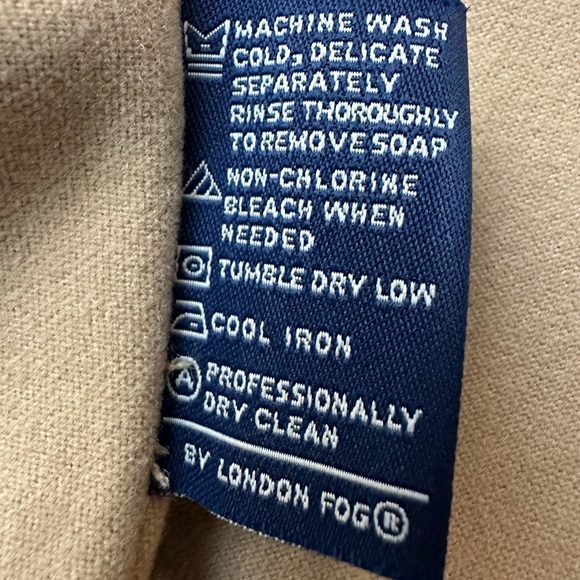 MACHINE WASH
COLD, DELICATE
SEPARATELY
RINSE THOROUGHLY
TO REMOVE SOAP
NON-CHLORINE
BLEACH WHEN
NEEDED
TUMBLE DRY LOW
COOL IRON
A PROFESSIONALLY
DRY CLEAN
BY LONDON FOG®